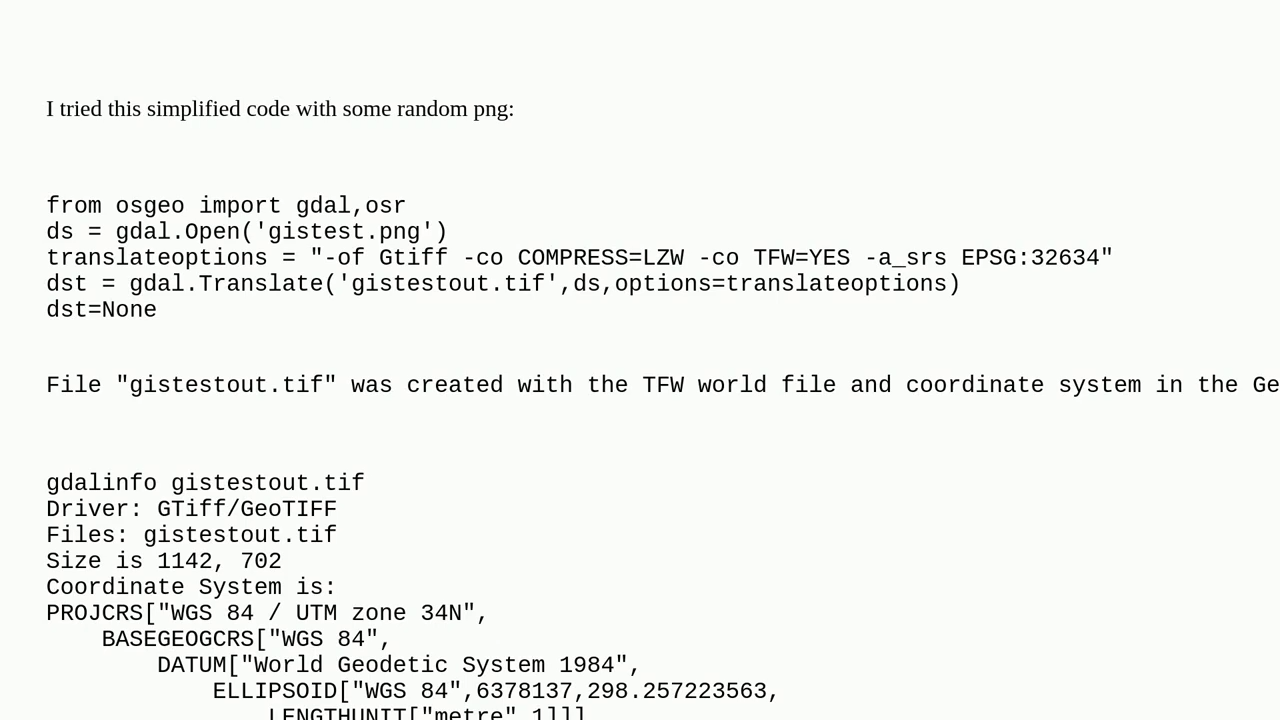 I tried this simplified code with some random png:
from osgeo import gdal,osr
ds = gdal.Open('gistest.png')
translateoptions = "-of Gtiff -co COMPRESS=LZW -co TFW=YES -a_srs EPSG:32634"
dst = gdal.Translate('gistestout.tif',ds,options=translateoptions)
dst=None
File "gistestout.tif" was created with the TFW world file and coordinate system in the Ge
gdalinfo gistestout.tif
Driver: GTiff/GeoTIFF
Files: gistestout.tif
Size is 1142, 702
Coordinate System is:
PROJCRS["WGS 84 / UTM zone 34N",
    BASEGEOGCRS["WGS 84",
        DATUM["World Geodetic System 1984",
            ELLIPSOID["WGS 84",6378137,298.257223563,
                LENGTHUNIT["metre",1]]],